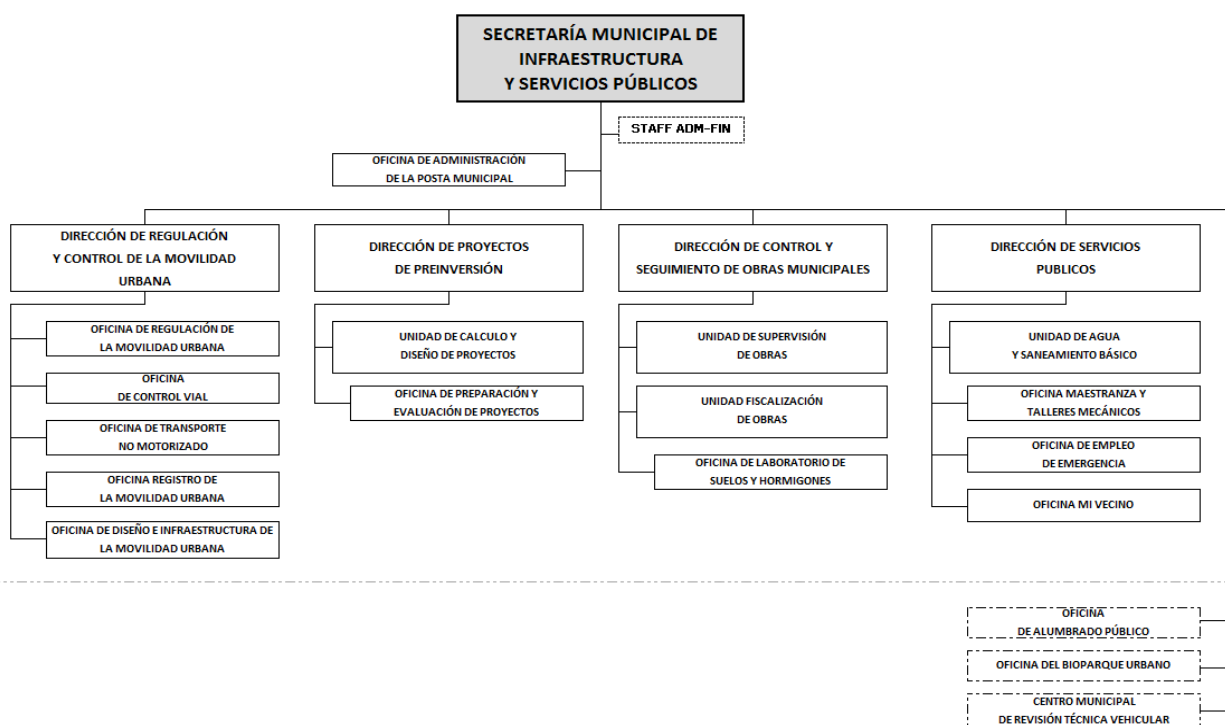 SECRETARÍA MUNICIPAL DE
INFRAESTRUCTURA
Y SERVICIOS PÚBLICOS
STAFF ADM-FIN
OFICINA DE ADMINISTRACIÓN
DE LA POSTA MUNICIPAL
DIRECCIÓN DE REGULACIÓN
Y CONTROL DE LA MOVILIDAD
URBANA
OFICINA DE REGULACIÓN DE
LA MOVILIDAD URBANA
OFICINA
DE CONTROL VIAL
OFICINA DE TRANSPORTE
NO MOTORIZADO
OFICINA REGISTRO DE
LA MOVILIDAD URBANA
OFICINA DE DISEÑO E INFRAESTRUCTURA DE
LA MOVILIDAD URBANA
DIRECCIÓN DE PROYECTOS
DE PREINVERSIÓN
UNIDAD DE CALCULO Y
DISEÑO DE PROYECTOS
OFICINA DE PREPARACIÓN Y
EVALUACIÓN DE PROYECTOS
DIRECCIÓN DE CONTROL Y
SEGUIMIENTO DE OBRAS MUNICIPALES
UNIDAD DE SUPERVISIÓN
DE OBRAS
UNIDAD FISCALIZACIÓN
DE OBRAS
OFICINA DE LABORATORIO DE
SUELOS Y HORMIGONES
DIRECCIÓN DE SERVICIOS
PUBLICOS
UNIDAD DE AGUA
Y SANEAMIENTO BÁSICO
OFICINA MAESTRANZA Y
TALLERES MECÁNICOS
OFICINA DE EMPLEO
DE EMERGENCIA
OFICINA MI VECINO
OFICINA
DE ALUMBRADO PÚBLICO
OFICINA DEL BIOPARQUE URBANO
CENTRO MUNICIPAL
DE REVISIÓN TÉCNICA VEHICULAR